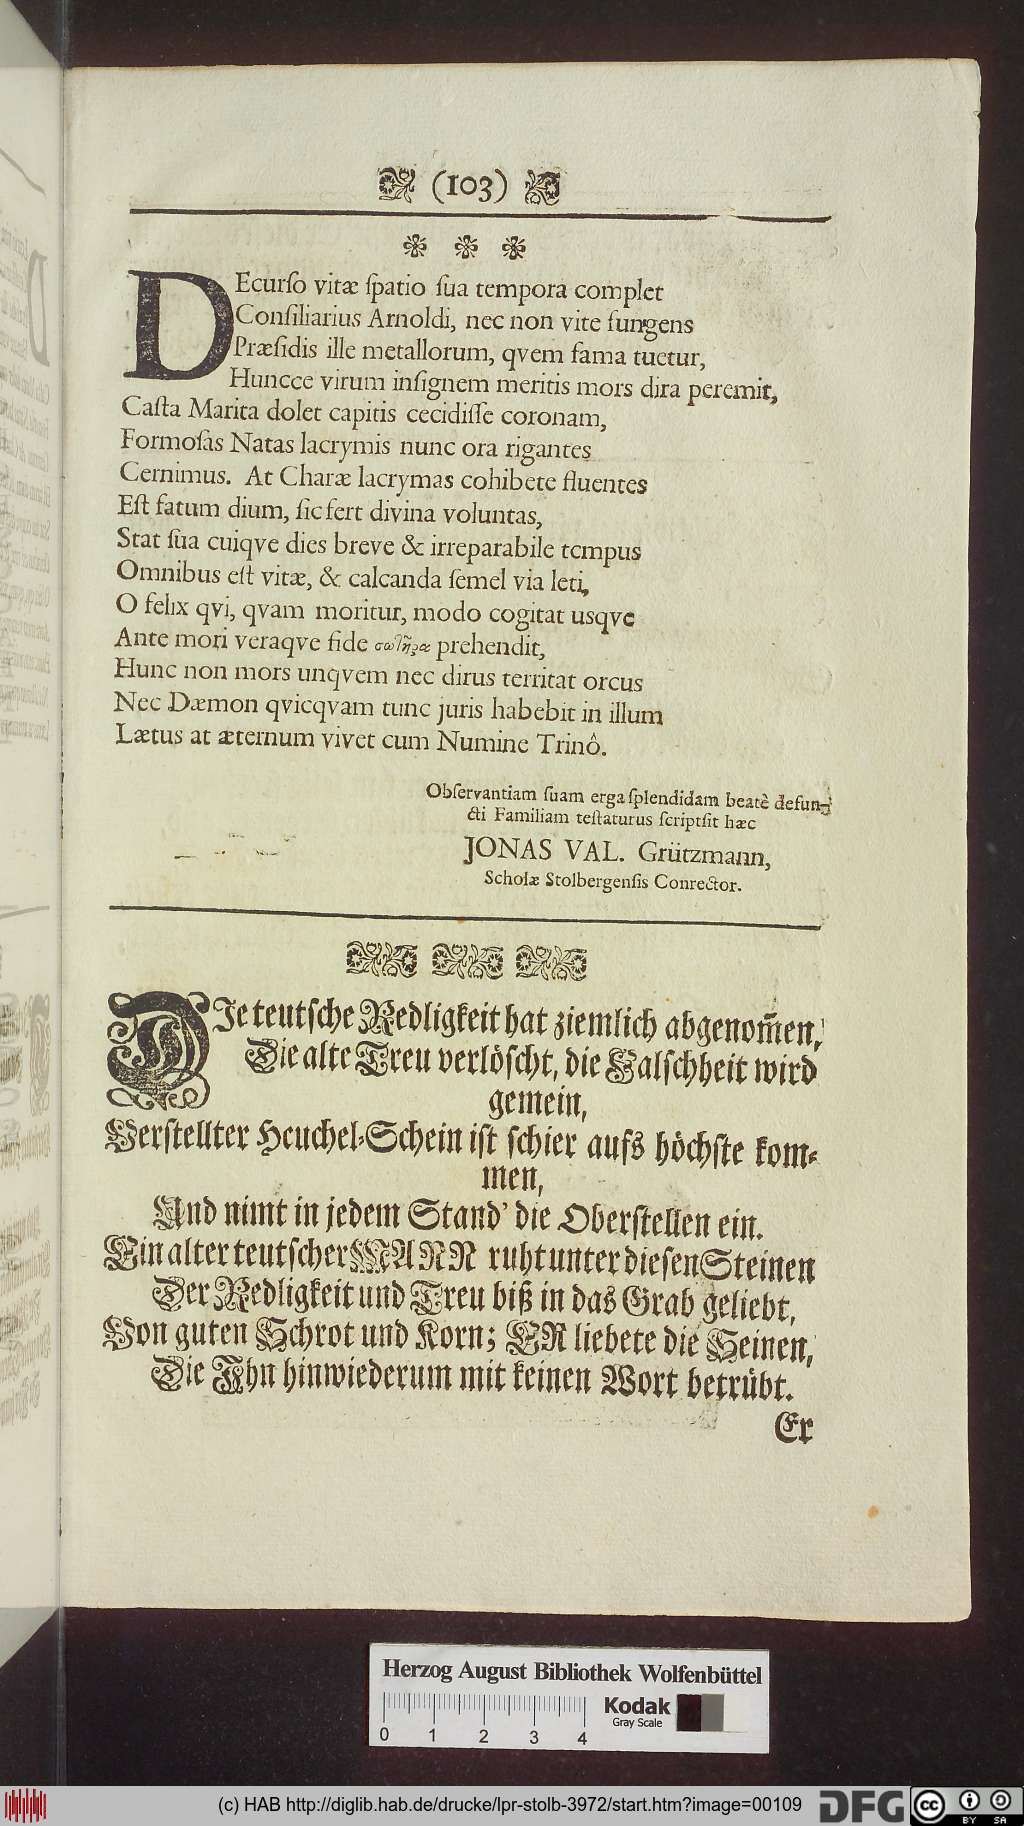 (103)
DEcurſo vitæ ſpatio ſua tempora complet
Conſiliarius Arnoldi, nec non vite fungens
Præſidis ille metallorum, qvem fama tuetur,
Huncce virum inſignem meritis mors dira peremit,
Caſta Marita dolet capitis cecidiſſe coronam,
Formoſas Natas lacrymis nunc ora rigantes
Cernimus. At Charæ lacrymas cohibete fluentes
Eſt fatum dium, ſic fert divina voluntas,
Stat ſua cuiqve dies breve & irreparabile tempus
Omnibus eſt vitæ, & calcanda ſemel via leti,
O felix qvi, qvam moritur, modo cogitat usqve
Ante mori veraqve fide σωτῆρα prehendit,
Hunc non mors unqvem nec dirus territat orcus
Nec Dæmon qvicqvam tunc juris habebit in illum
Lætus at æternum vivet cum Numine Trinô.
Obſervantiam ſuam erga ſplendidam beatè defun-
cti Familiam teſtaturus ſcriptſit hæc
JONAS VAL. Grützmann,
Scholæ Stolbergenſis Conrector.
DIe teutſche Redligkeit hat ziemlich abgenom̃en,
Die alte Treu verlöſcht, die Falſchheit wird
gemein,
Verſtellter Heuchel-Schein iſt ſchier aufs höchſte kom-
men,
Und nimt in jedem Stand' die Oberſtellen ein.
Ein alter teutſcher MANN ruht unter dieſen Steinen
Der Redligkeit und Treu biß in das Grab geliebt,
Von guten Schrot und Korn; ER liebete die Seinen,
Die Ihn hinwiederum mit keinen Wort betrübt.
Er
Herzog August Bibliothek Wolfenbüttel
Kodak
Gray Scale
0 1 2 3 4
(c) HAB http://diglib.hab.de/drucke/lpr-stolb-3972/start.htm?image=00109
DFG
cc BY SA